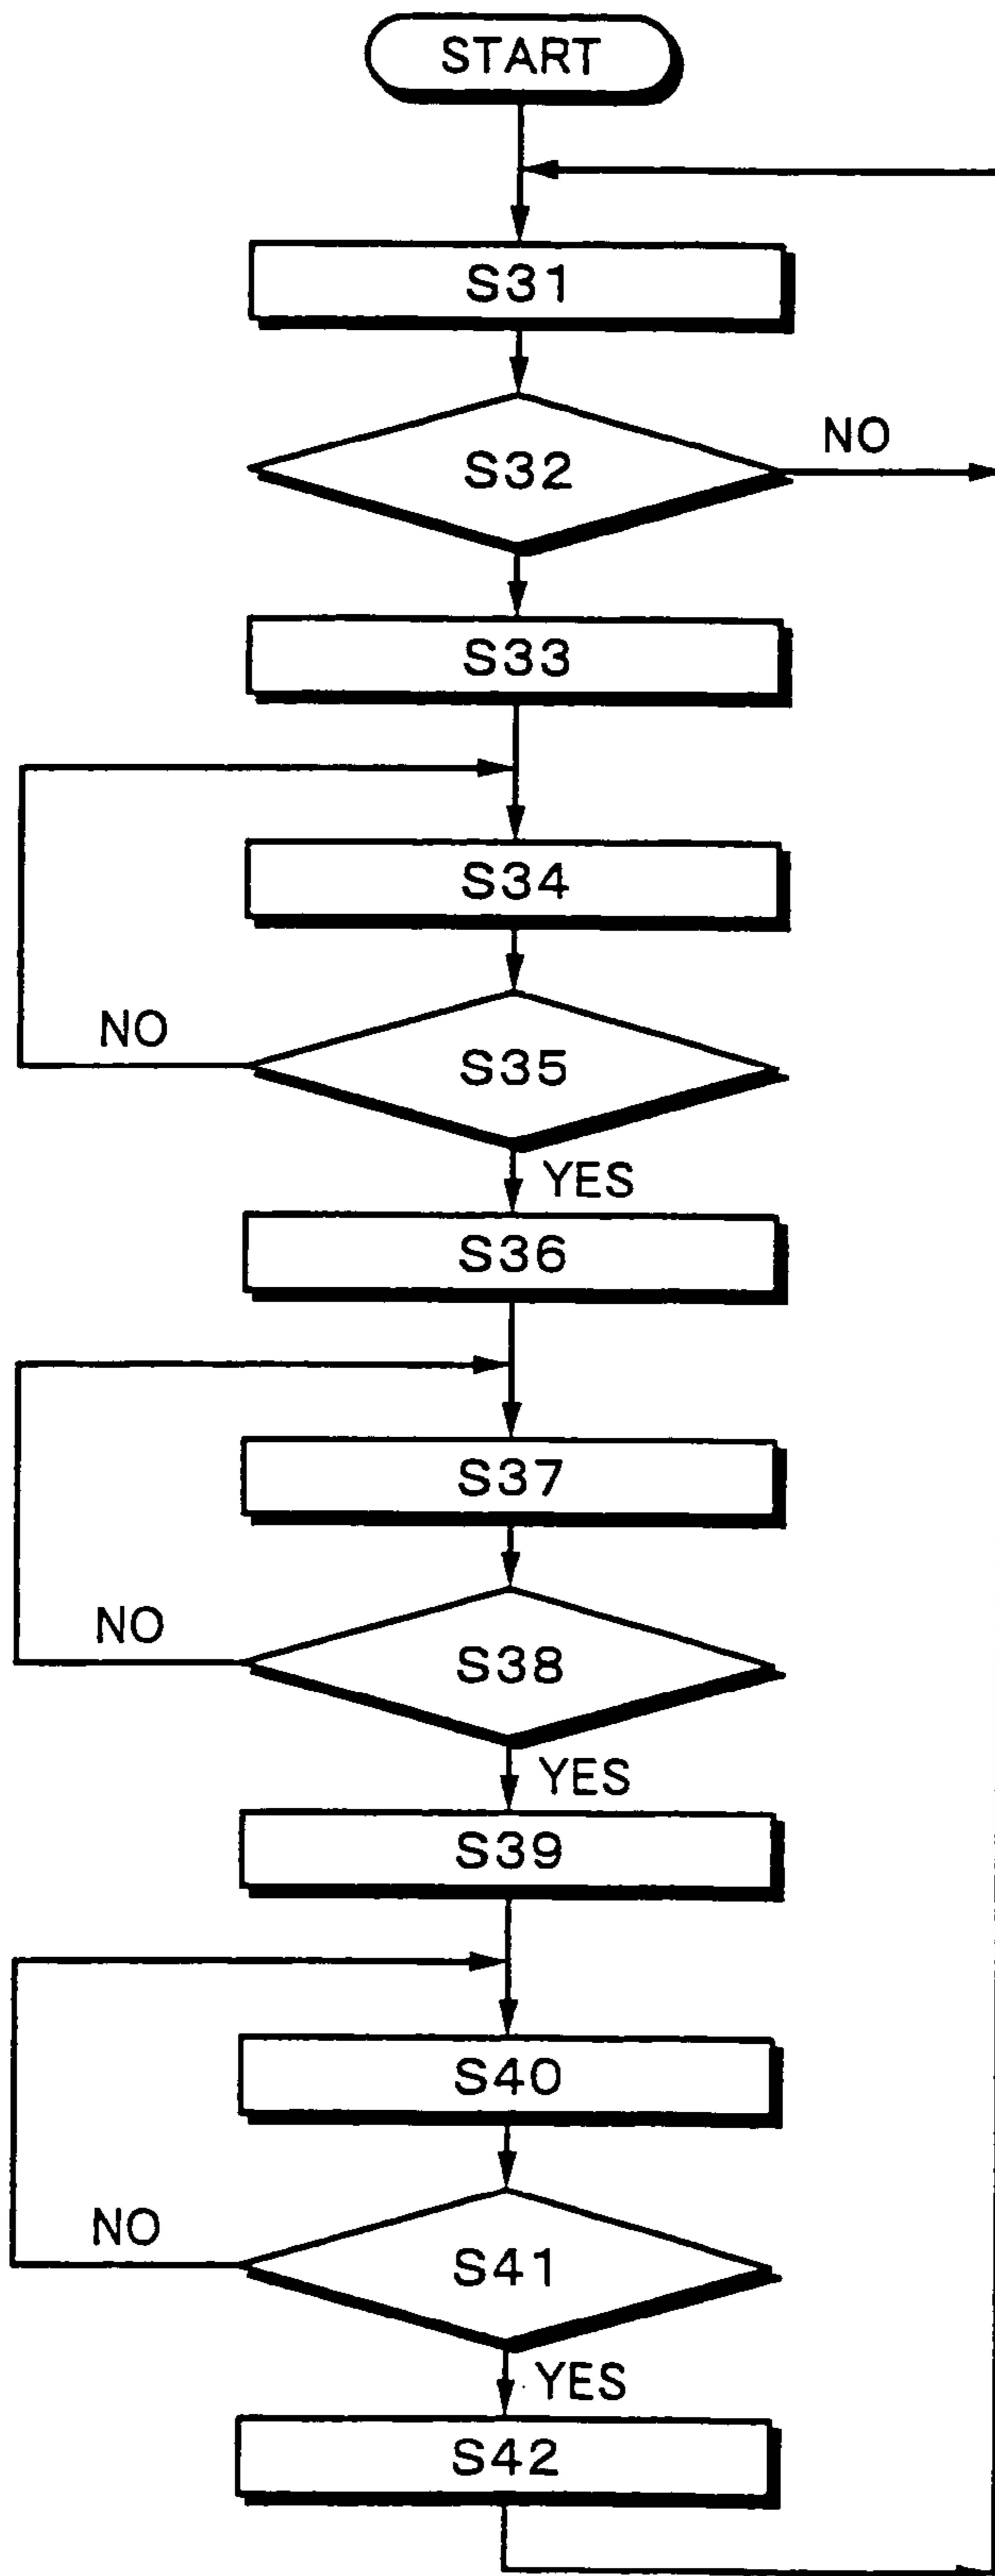 START
S31
S32
NO
S33
S34
NO
S35
YES
S36
S37
NO
S38
YES
S39
S40
NO
S41
YES
S42